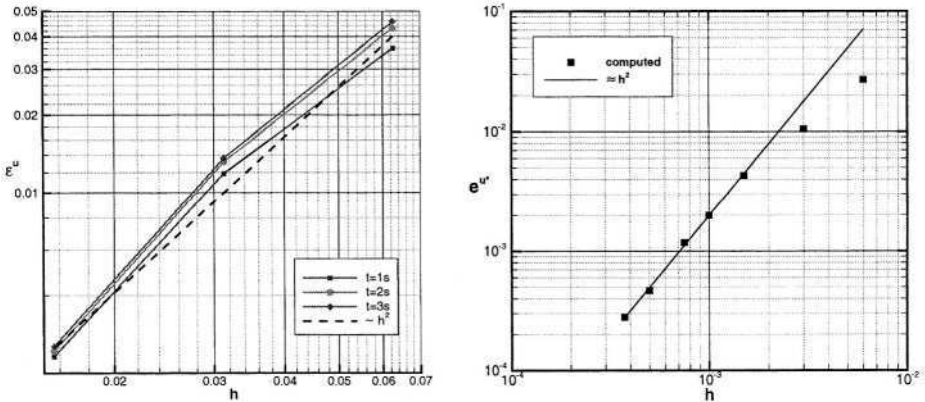 0.05
0.04
0.03
0.02
0.01
εᵘ
t=1s
t=2s
t=3s
~ h²
0.02
0.03
0.04
0.05
0.06
0.07
h
10⁻¹
10⁻²
10⁻³
10⁻⁴
eᵘ'
computed
≈ h²
10⁻⁴
10⁻³
10⁻²
h